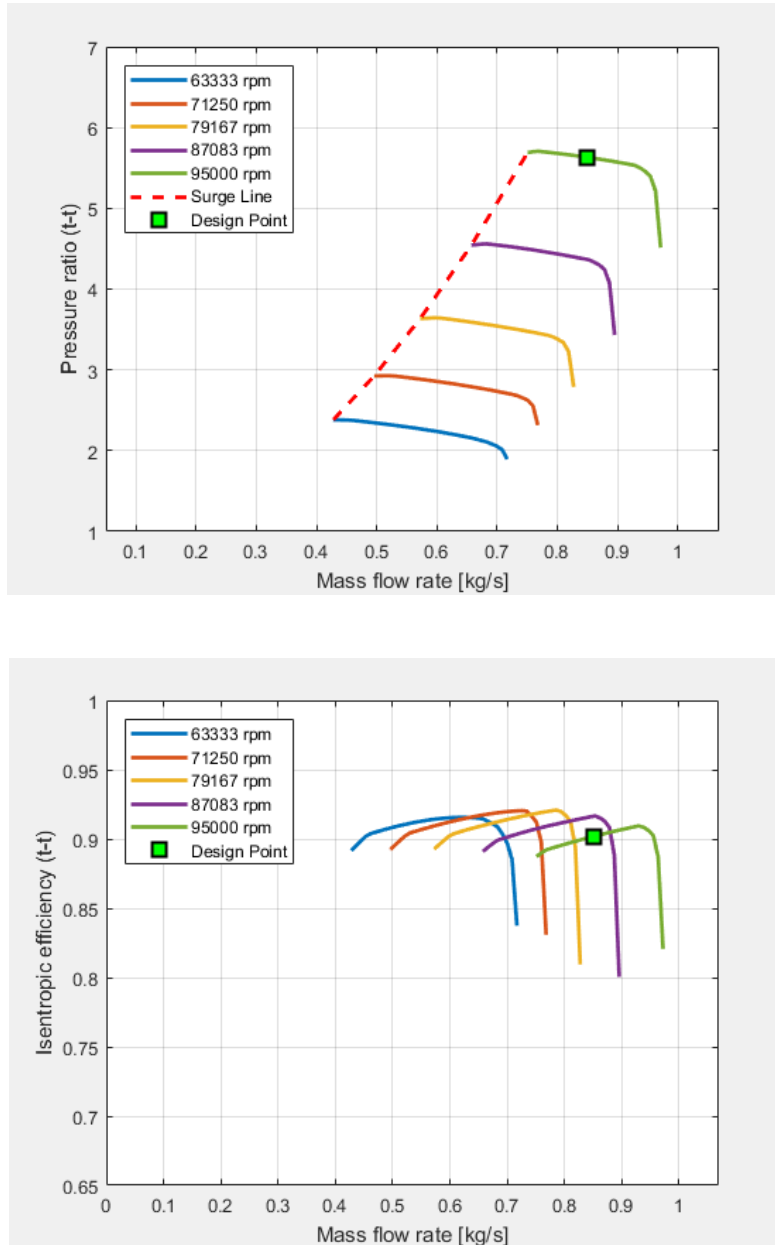 7
6
5
4
3
2
1
Pressure ratio (t-t)
63333 rpm
71250 rpm
79167 rpm
87083 rpm
95000 rpm
Surge Line
Design Point
0.1 0.2 0.3 0.4 0.5 0.6 0.7 0.8 0.9 1
Mass flow rate [kg/s]
1
0.95
0.9
0.85
0.8
0.75
0.7
0.65
Isentropic efficiency (t-t)
63333 rpm
71250 rpm
79167 rpm
87083 rpm
95000 rpm
Design Point
0 0.1 0.2 0.3 0.4 0.5 0.6 0.7 0.8 0.9 1
Mass flow rate [kg/s]